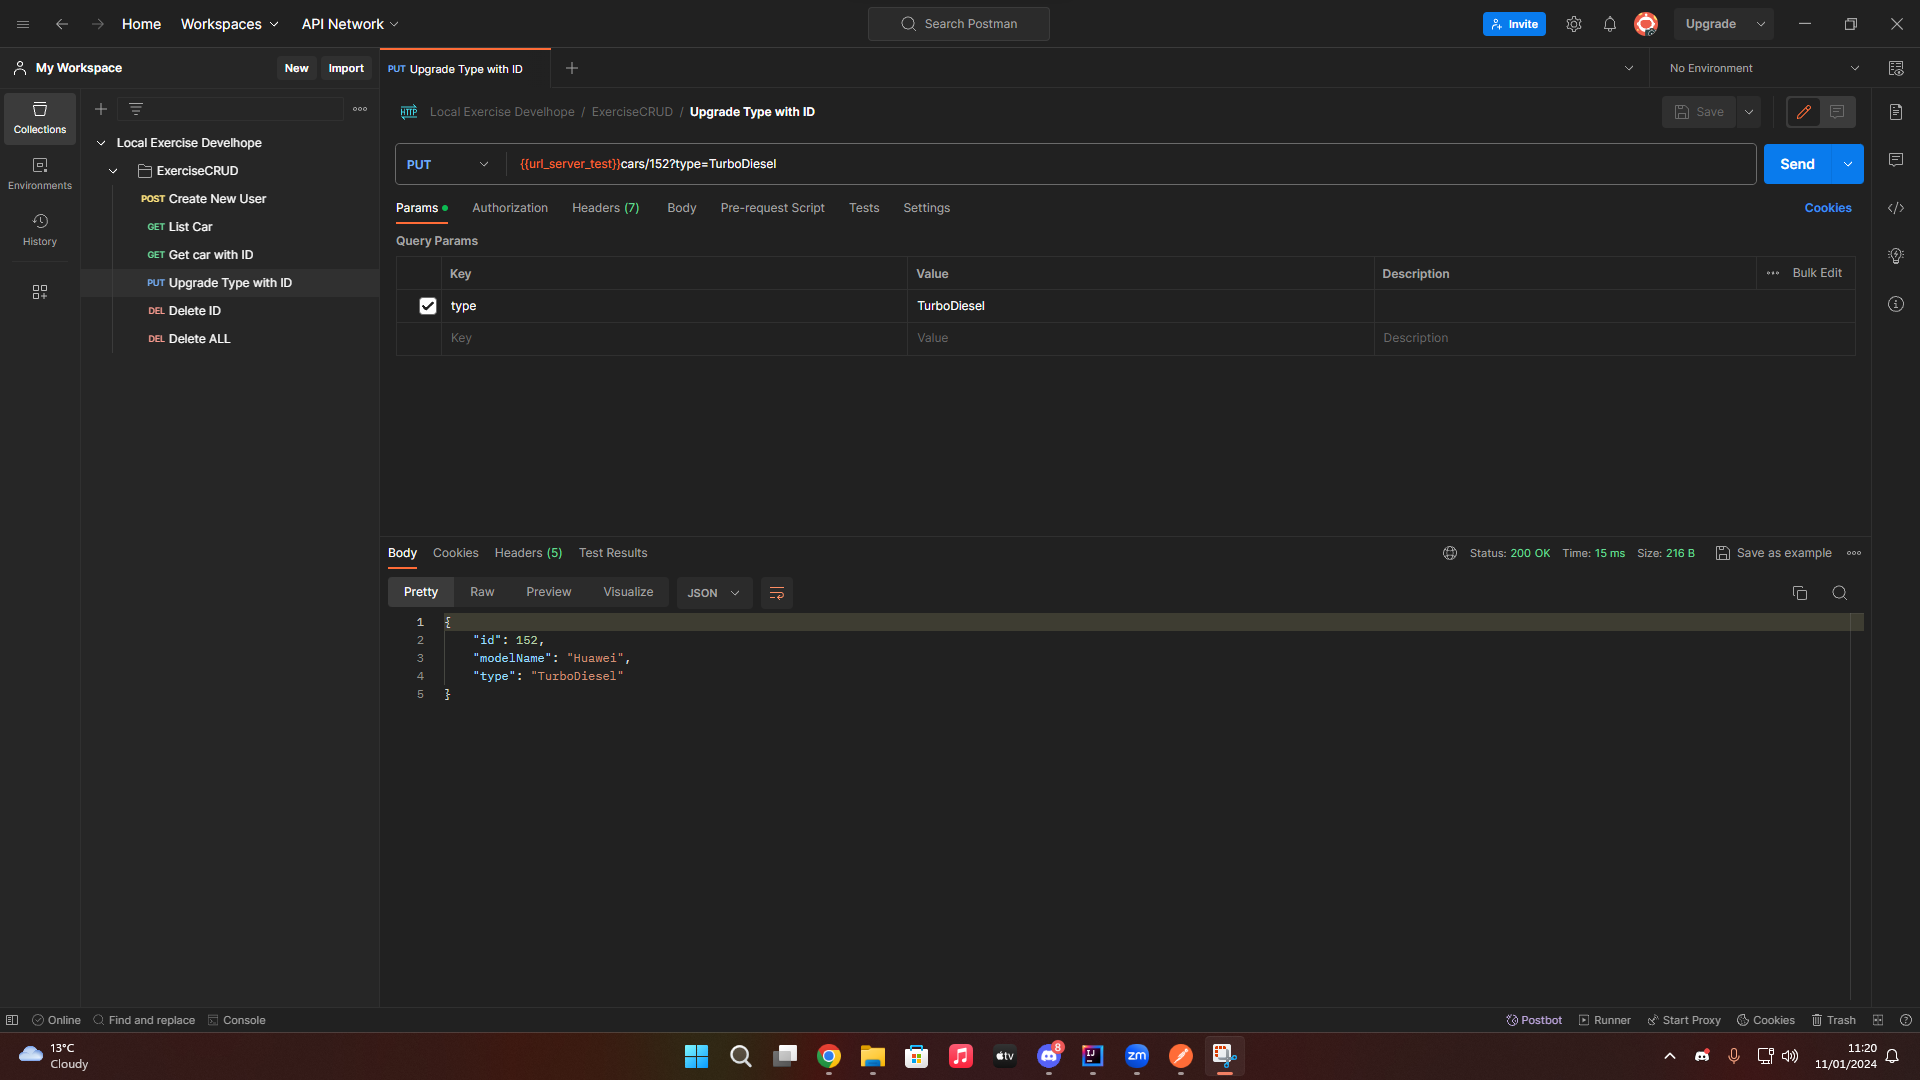 Home Workspaces API Network Search Postman Invite Upgrade
My Workspace New Import PUT Upgrade Type with ID No Environment
Collections
Environments
History
Local Exercise Develhope
ExerciseCRUD
POST Create New User
GET List Car
GET Get car with ID
PUT Upgrade Type with ID
DEL Delete ID
DEL Delete ALL
HTTP Local Exercise Develhope / ExerciseCRUD / Upgrade Type with ID Save
PUT {{url_server_test}}cars/152?type=TurboDiesel Send
Params Authorization Headers (7) Body Pre-request Script Tests Settings Cookies
Query Params
Key Value Description Bulk Edit
type TurboDiesel
Key Value Description
Body Cookies Headers (5) Test Results Status: 200 OK Time: 15 ms Size: 216 B Save as example
Pretty Raw Preview Visualize JSON
1 {
2 "id": 152,
3 "modelName": "Huawei",
4 "type": "TurboDiesel"
5 }
Online Find and replace Console Postbot Runner Start Proxy Cookies Trash
13°C
Cloudy
tv 8 IJ zm
11:20
11/01/2024